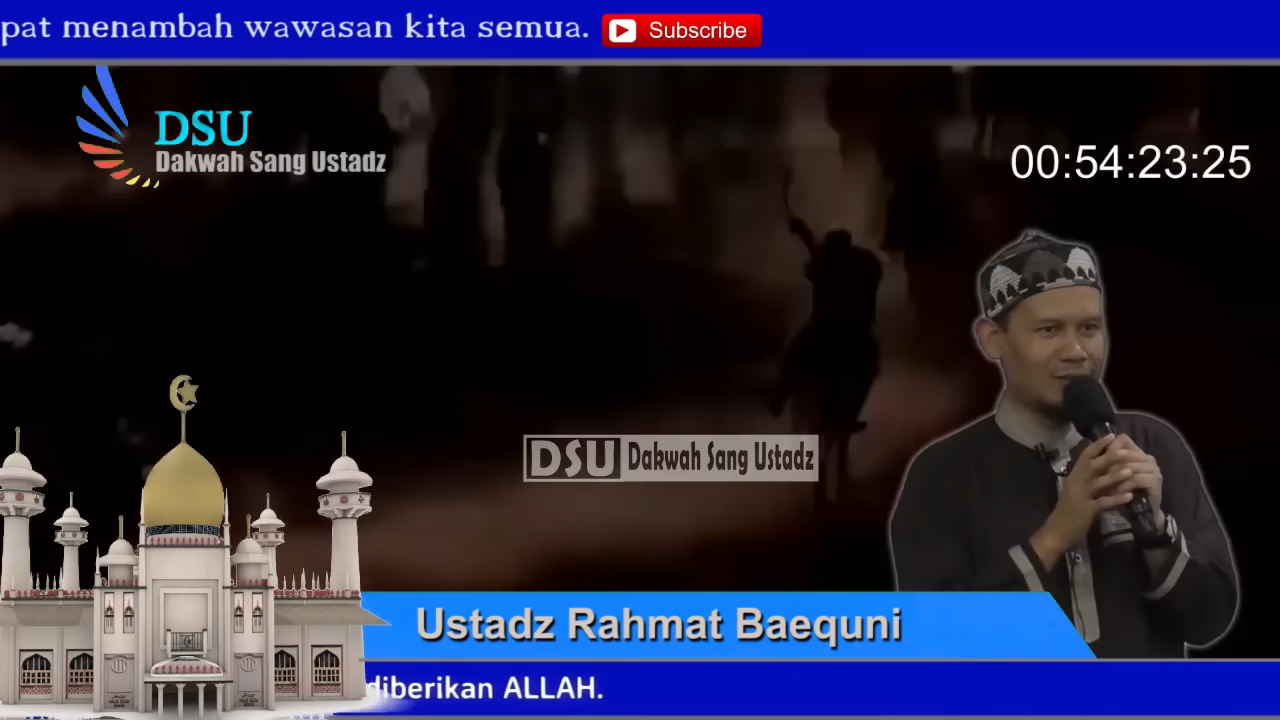 pat menambah wawasan kita semua.
Subscribe
DSU
Dakwah Sang Ustadz
00:54:23:25
DSU Dakwah Sang Ustadz
Ustadz Rahmat Baequni
diberikan ALLAH.